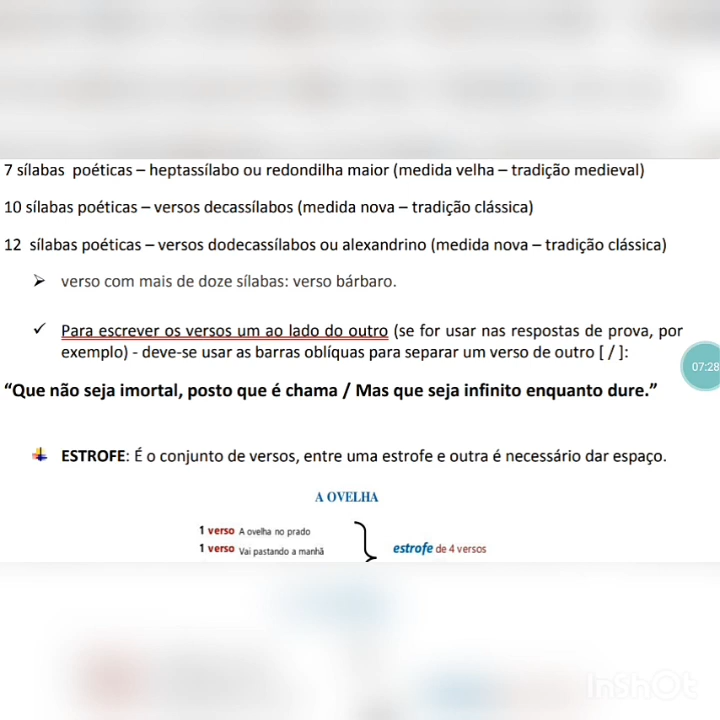 7 sílabas poéticas – heptassílabo ou redondilha maior (medida velha – tradição medieval)
10 sílabas poéticas – versos decassílabos (medida nova – tradição clássica)
12 sílabas poéticas – versos dodecassílabos ou alexandrino (medida nova – tradição clássica)
verso com mais de doze sílabas: verso bárbaro.
Para escrever os versos um ao lado do outro (se for usar nas respostas de prova, por
exemplo) - deve-se usar as barras oblíquas para separar um verso de outro [ / ]:
07:28
“Que não seja imortal, posto que é chama / Mas que seja infinito enquanto dure.”
ESTROFE: É o conjunto de versos, entre uma estrofe e outra é necessário dar espaço.
A OVELHA
1 verso A ovelha no prado
1 verso Vai pastando a manhã
estrofe de 4 versos
InShOt